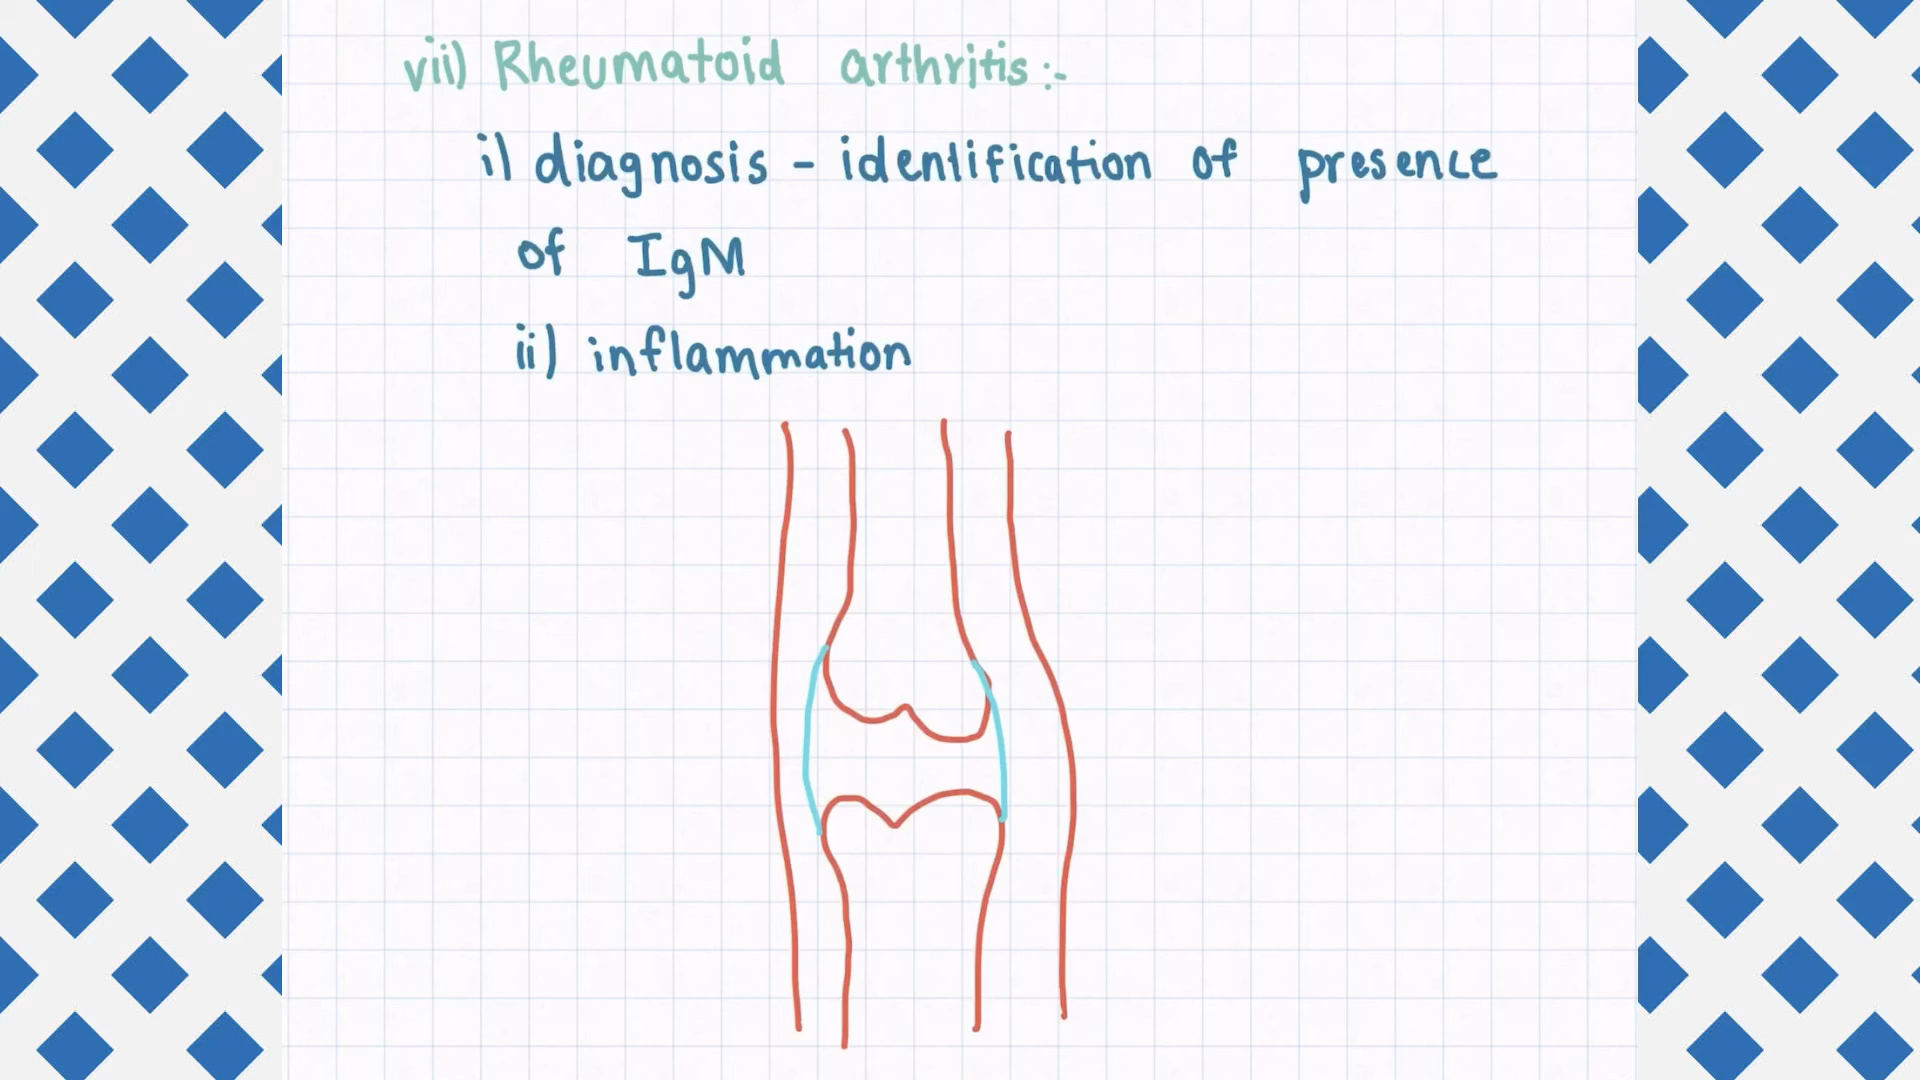 vii) Rheumatoid arthritis :-
i) diagnosis - identification of presence
of IgM
ii) inflammation